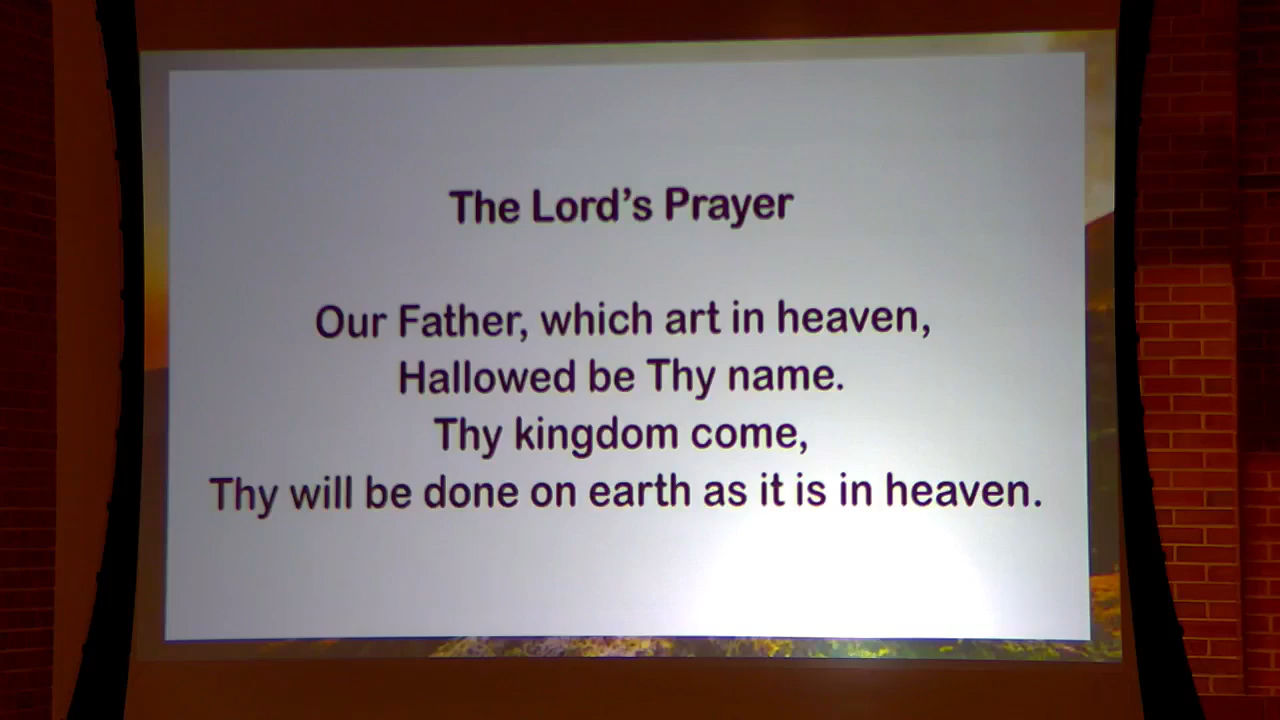 The Lord's Prayer
Our Father, which art in heaven,
Hallowed be Thy name.
Thy kingdom come,
Thy will be done on earth as it is in heaven.